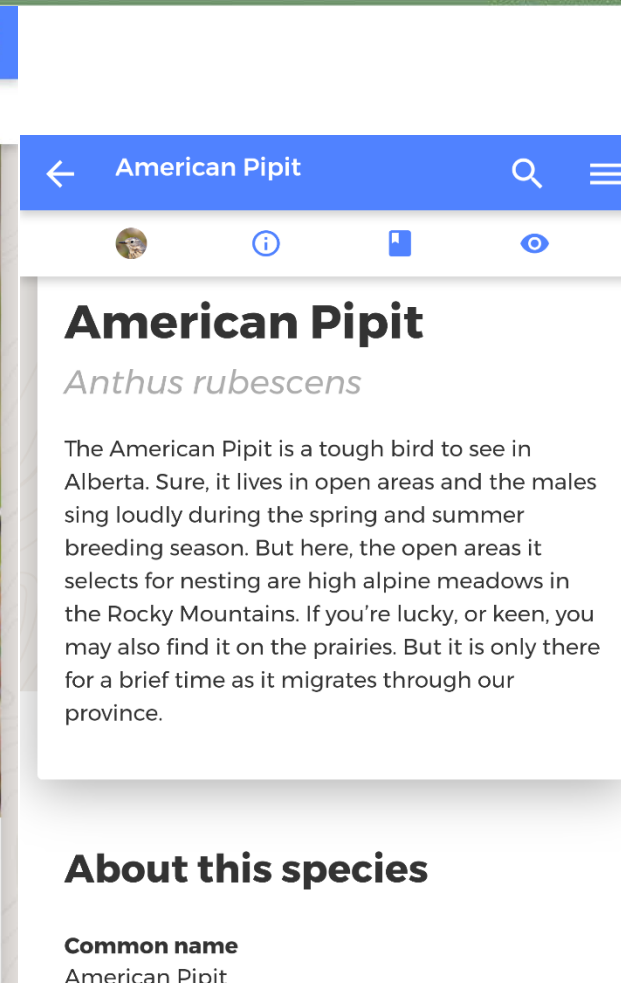 American Pipit
American Pipit
Anthus rubescens
The American Pipit is a tough bird to see in
Alberta. Sure, it lives in open areas and the males
sing loudly during the spring and summer
breeding season. But here, the open areas it
selects for nesting are high alpine meadows in
the Rocky Mountains. If you’re lucky, or keen, you
may also find it on the prairies. But it is only there
for a brief time as it migrates through our
province.
About this species
Common name
American Pipit